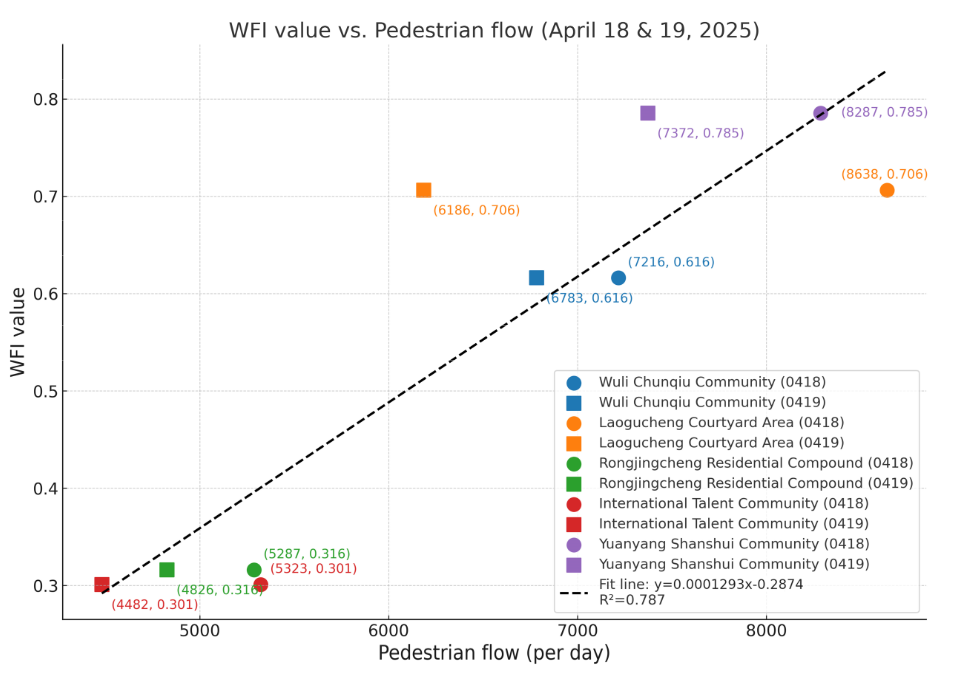 WFI value vs. Pedestrian flow (April 18 & 19, 2025)
WFI value
0.8
0.7
0.6
0.5
0.4
0.3
(7372, 0.785)
(8287, 0.785)
(8638, 0.706)
(6186, 0.706)
(7216, 0.616)
(6783, 0.616)
(5287, 0.316)
(5323, 0.301)
(4826, 0.316)
(4482, 0.301)
Wuli Chunqiu Community (0418)
Wuli Chunqiu Community (0419)
Laogucheng Courtyard Area (0418)
Laogucheng Courtyard Area (0419)
Rongjingcheng Residential Compound (0418)
Rongjingcheng Residential Compound (0419)
International Talent Community (0418)
International Talent Community (0419)
Yuanyang Shanshui Community (0418)
Yuanyang Shanshui Community (0419)
Fit line: y=0.0001293x-0.2874
R²=0.787
5000
6000
7000
8000
Pedestrian flow (per day)